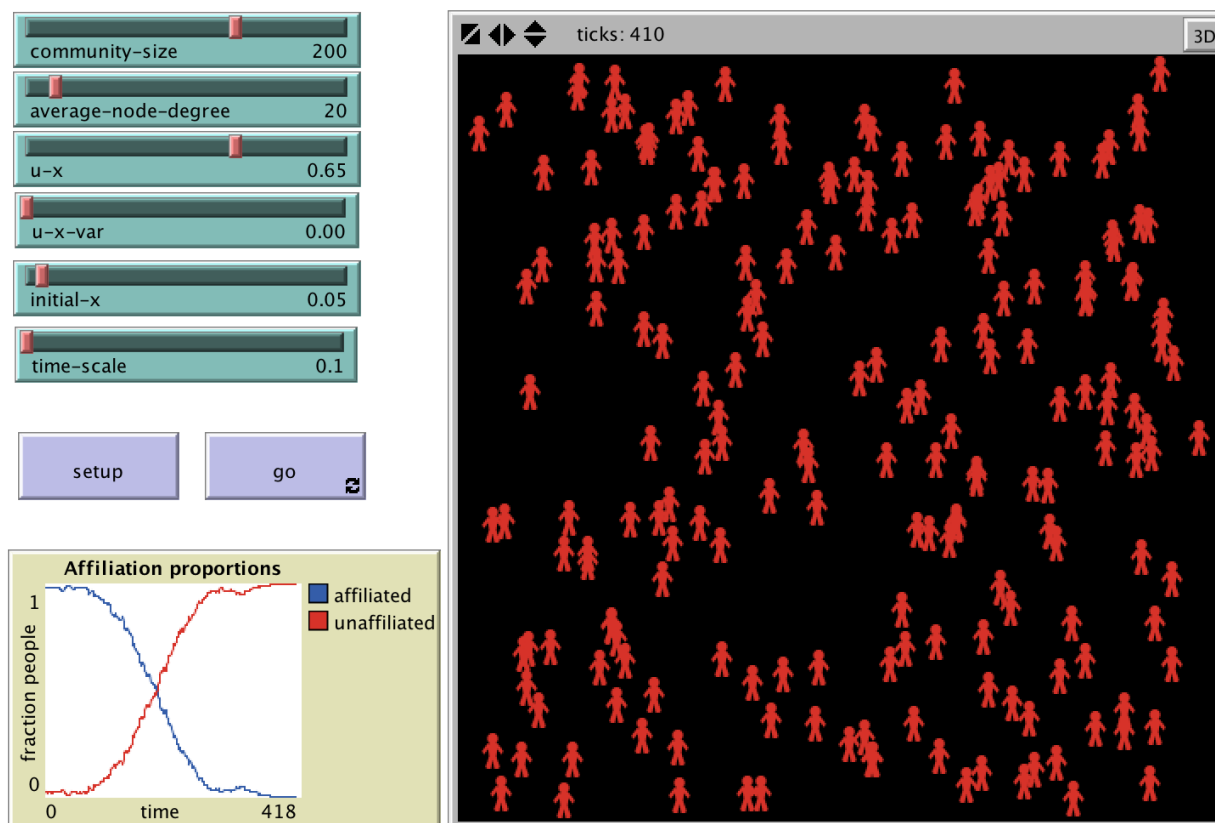 community-size 200
average-node-degree 20
u-x 0.65
u-x-var 0.00
initial-x 0.05
time-scale 0.1
setup
go
Affiliation proportions
fraction people
1
0
0 time 418
affiliated
unaffiliated
ticks: 410
3D